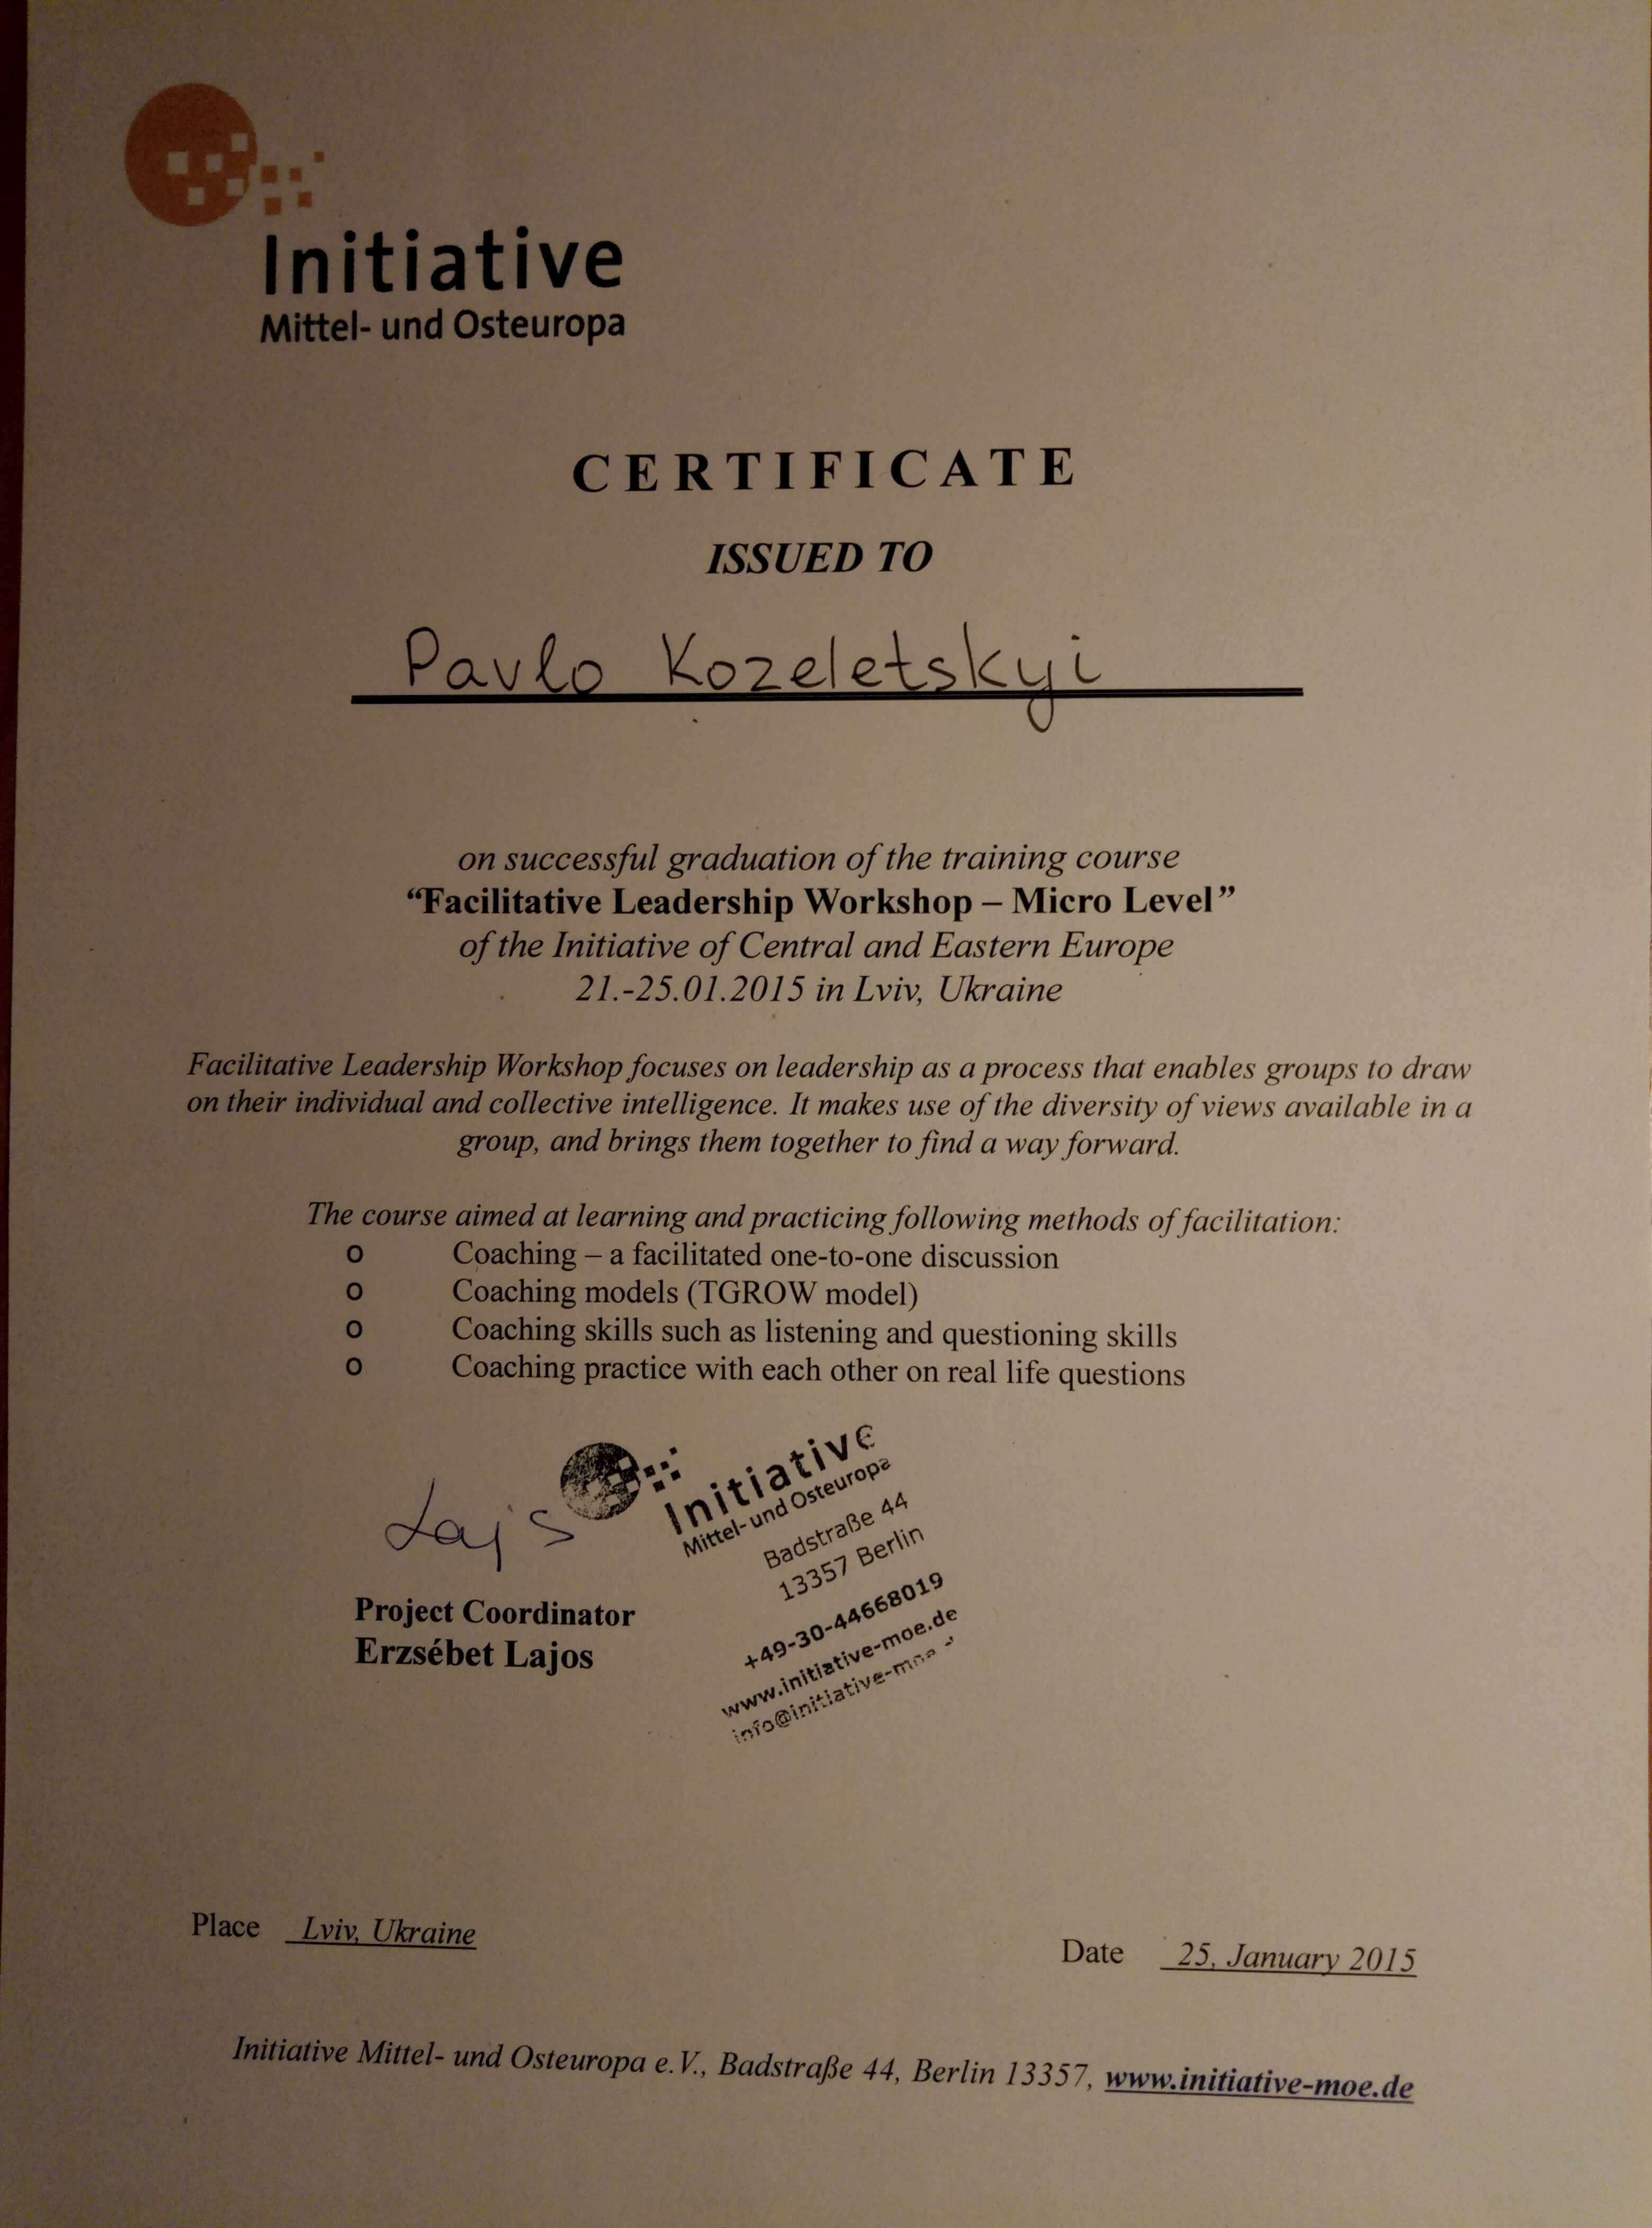 Initiative
Mittel- und Osteuropa
CERTIFICATE
ISSUED TO
Pavlo Kozeletskyi
on successful graduation of the training course
“Facilitative Leadership Workshop – Micro Level”
of the Initiative of Central and Eastern Europe
21.-25.01.2015 in Lviv, Ukraine
Facilitative Leadership Workshop focuses on leadership as a process that enables groups to draw
on their individual and collective intelligence. It makes use of the diversity of views available in a
group, and brings them together to find a way forward.
The course aimed at learning and practicing following methods of facilitation:
o Coaching – a facilitated one-to-one discussion
o Coaching models (TGROW model)
o Coaching skills such as listening and questioning skills
o Coaching practice with each other on real life questions
Initiative
Mittel- und Osteuropa
Badstraße 44
13357 Berlin
+49-30-44668019
www.initiative-moe.de
Lajs
Project Coordinator
Erzsébet Lajos
Place Lviv, Ukraine
Date 25. January 2015
Initiative Mittel- und Osteuropa e.V., Badstraße 44, Berlin 13357, www.initiative-moe.de